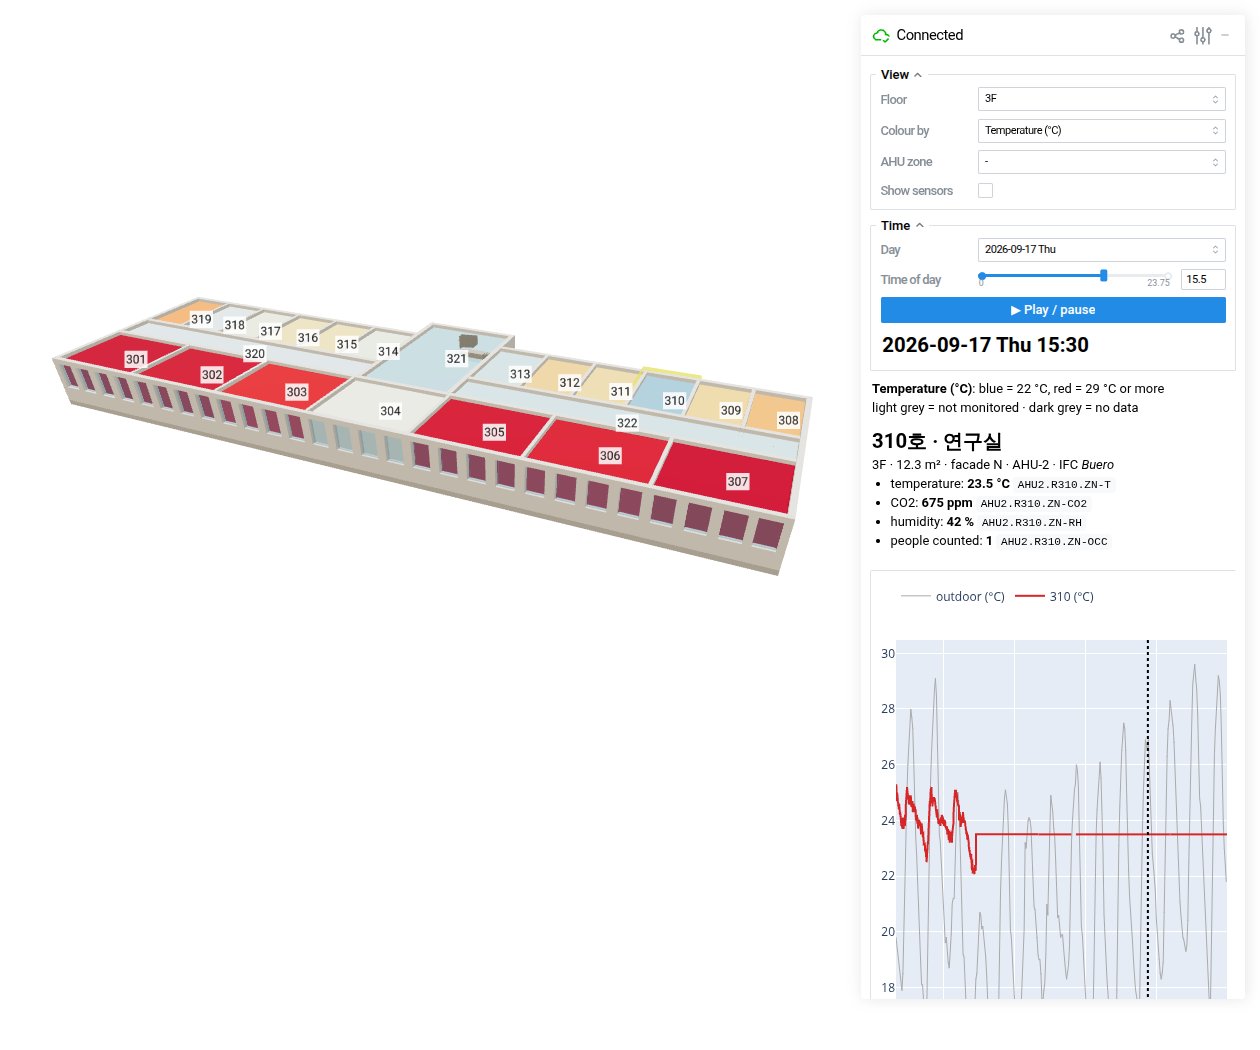 Connected
View
Floor
3F
Colour by
Temperature (°C)
AHU zone
-
Show sensors
Time
Day
2026-09-17 Thu
Time of day
0
23.75
15.5
▶ Play / pause
2026-09-17 Thu 15:30
Temperature (°C): blue = 22 °C, red = 29 °C or more
light grey = not monitored · dark grey = no data
310호 · 연구실
3F · 12.3 m² · facade N · AHU-2 · IFC Buero
temperature: 23.5 °C AHU2.R310.ZN-T
CO2: 675 ppm AHU2.R310.ZN-CO2
humidity: 42 % AHU2.R310.ZN-RH
people counted: 1 AHU2.R310.ZN-OCC
outdoor (°C)
310 (°C)
30
28
26
24
22
20
18
319
318
317
316
315
314
321
313
312
311
310
309
308
301
320
302
303
304
322
305
306
307